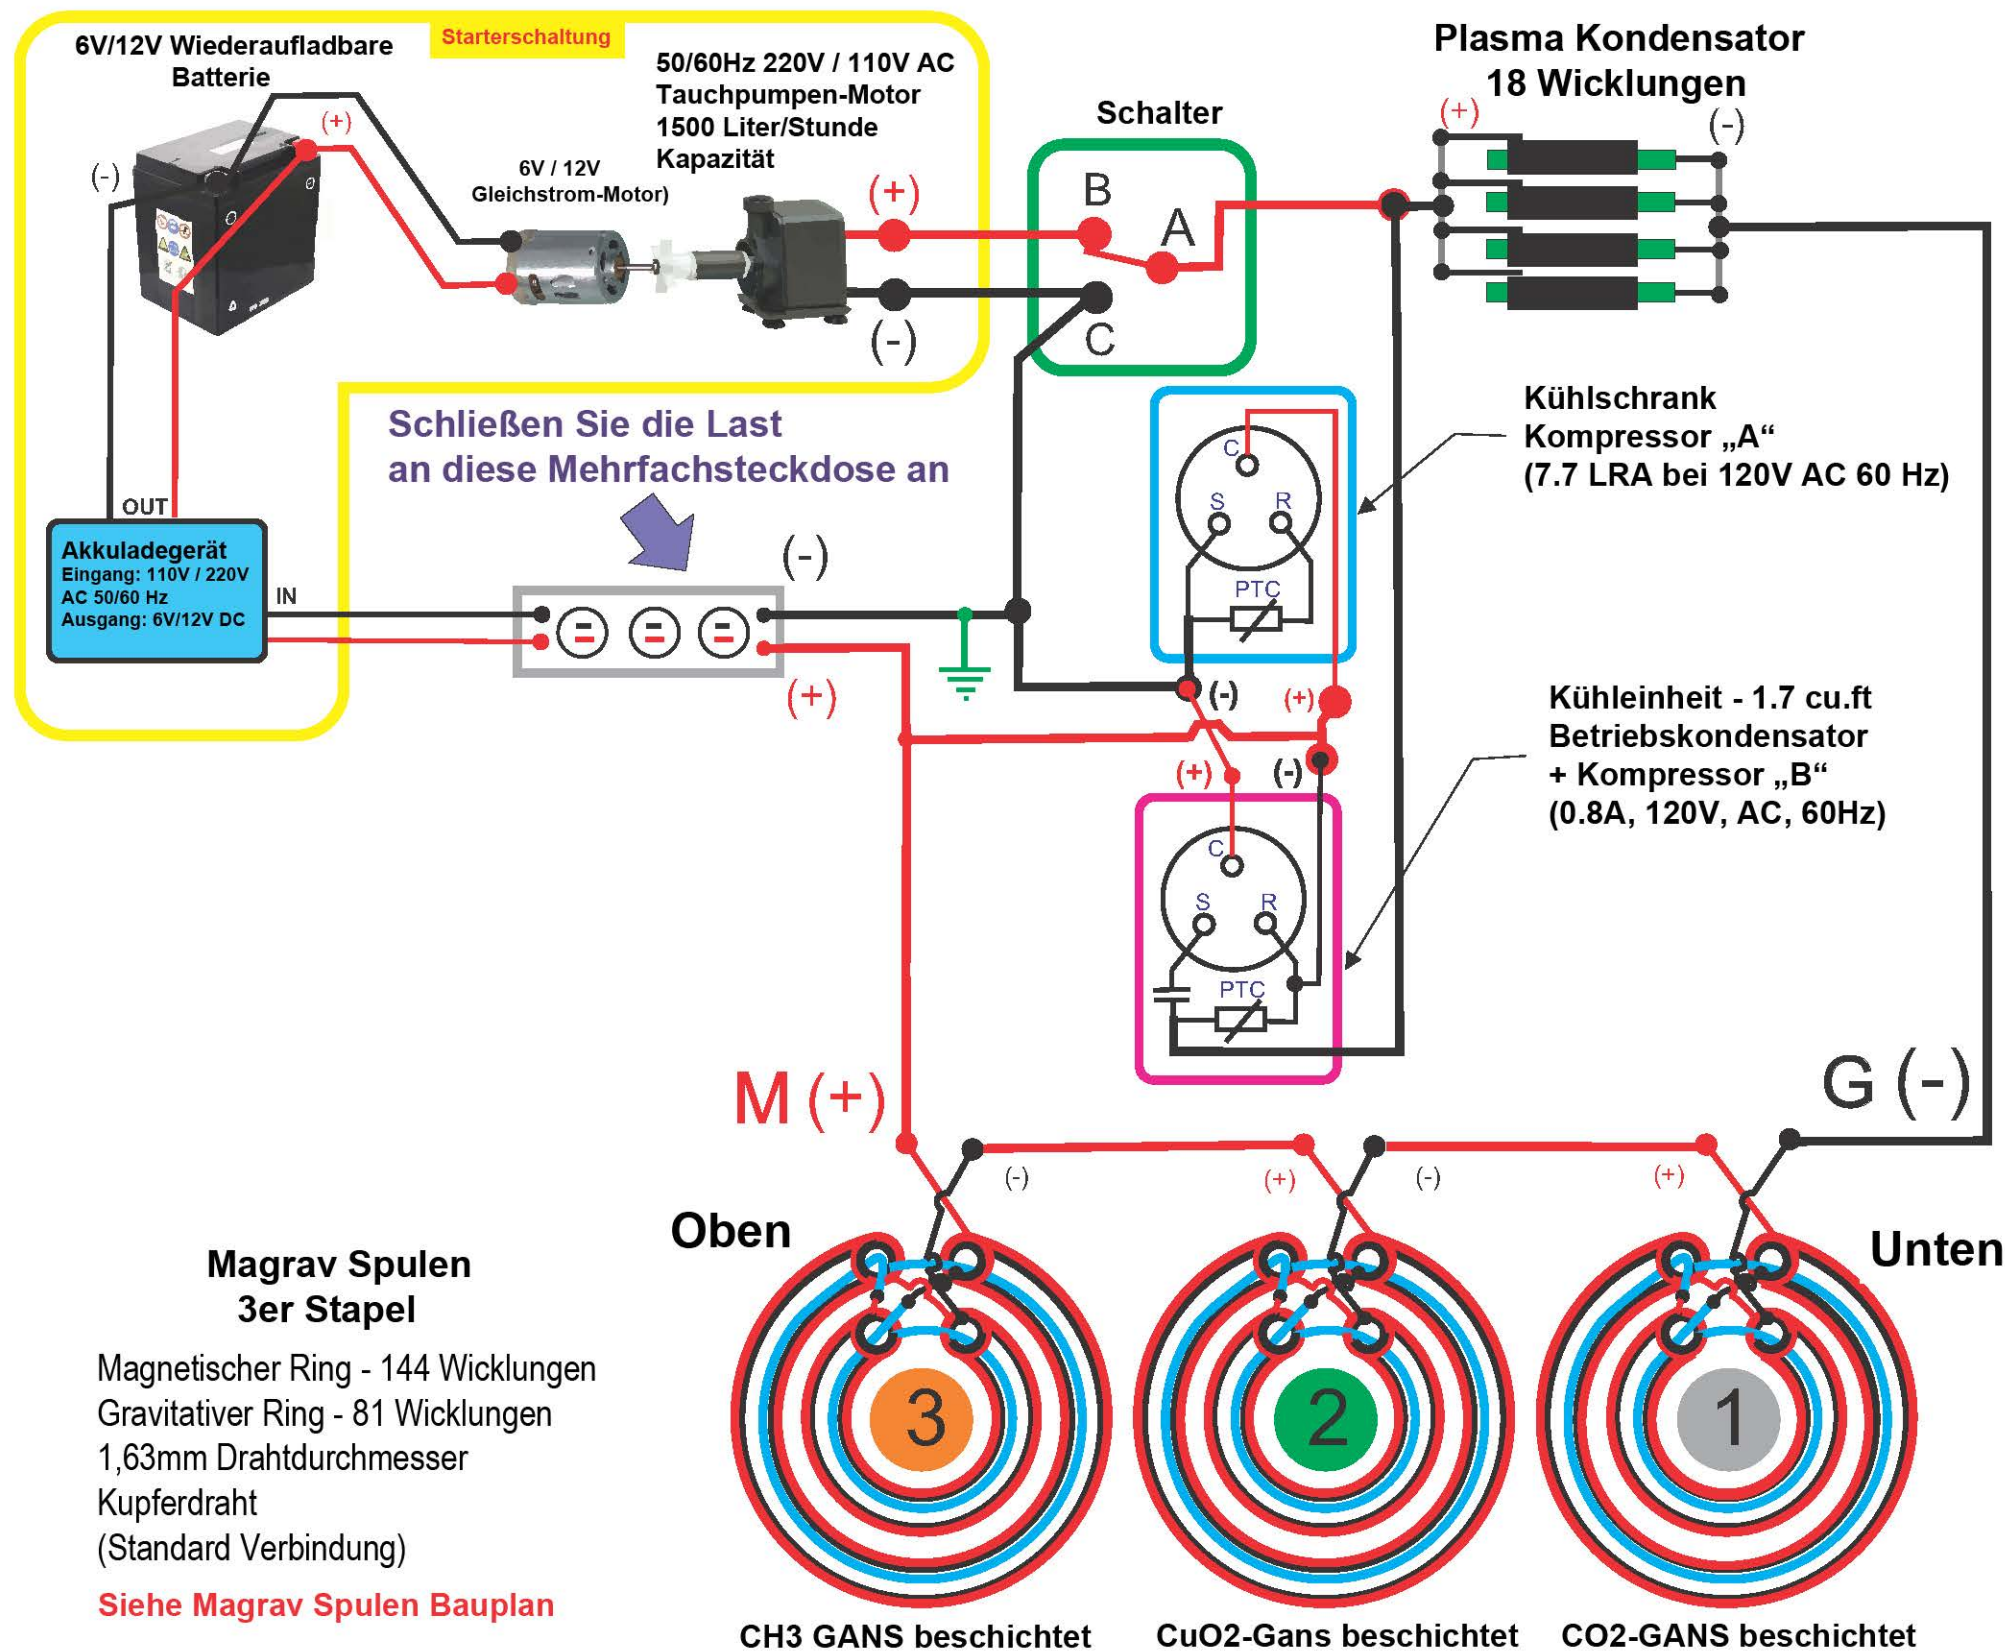 6V/12V Wiederaufladbare
Batterie
Starterschaltung
50/60Hz 220V / 110V AC
Tauchpumpen-Motor
1500 Liter/Stunde
Kapazität
6V / 12V
Gleichstrom-Motor)
(+)
(-)
(+)
(-)
Schalter
B
A
C
Plasma Kondensator
18 Wicklungen
(+)
(-)
Schließen Sie die Last
an diese Mehrfachsteckdose an
Kühlschrank
Kompressor „A“
(7.7 LRA bei 120V AC 60 Hz)
C
S
R
PTC
OUT
Akkuladegerät
Eingang: 110V / 220V
AC 50/60 Hz
Ausgang: 6V/12V DC
IN
(-)
(+)
(-)
(+)
(+)
(-)
Kühleinheit - 1.7 cu.ft
Betriebskondensator
+ Kompressor „B“
(0.8A, 120V, AC, 60Hz)
C
S
R
PTC
M (+)
G (-)
(-)
(+)
(-)
(+)
Oben
Unten
Magrav Spulen
3er Stapel
Magnetischer Ring - 144 Wicklungen
Gravitativer Ring - 81 Wicklungen
1,63mm Drahtdurchmesser
Kupferdraht
(Standard Verbindung)
Siehe Magrav Spulen Bauplan
3
2
1
CH3 GANS beschichtet
CuO2-Gans beschichtet
CO2-GANS beschichtet